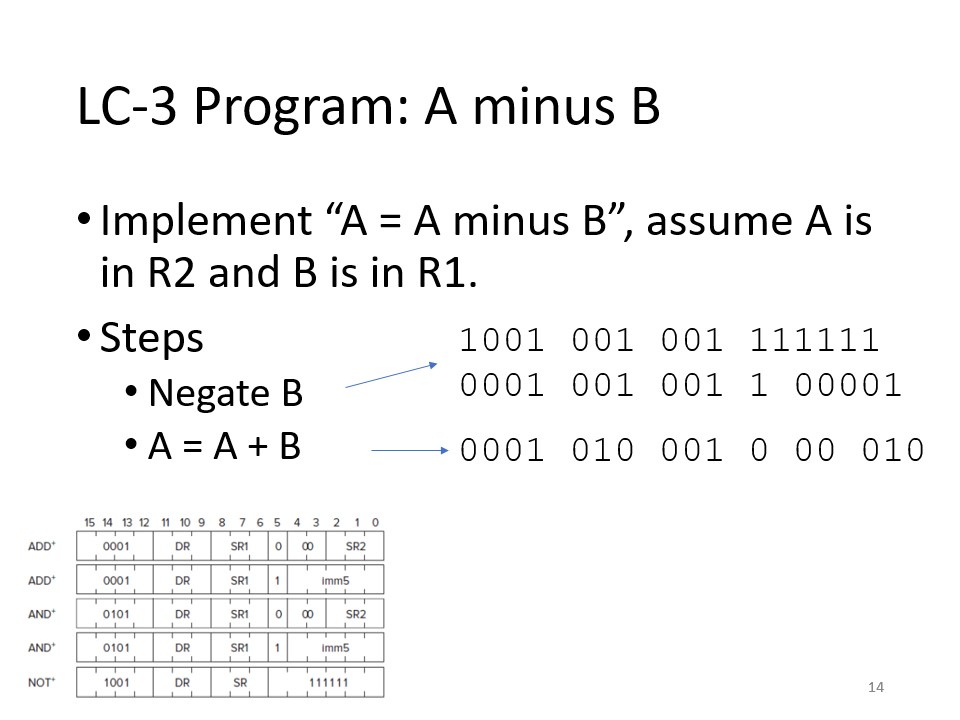 LC-3 Program: A minus B
• Implement “A = A minus B”, assume A is
in R2 and B is in R1.
• Steps
• Negate B
• A = A + B
1001 001 001 111111
0001 001 001 1 00001
0001 010 001 0 00 010
15 14 13 12 11 10 9 8 7 6 5 4 3 2 1 0
ADD+ 0001 DR SR1 0 00 SR2
ADD+ 0001 DR SR1 1 imm5
AND+ 0101 DR SR1 0 00 SR2
AND+ 0101 DR SR1 1 imm5
NOT+ 1001 DR SR 111111
14